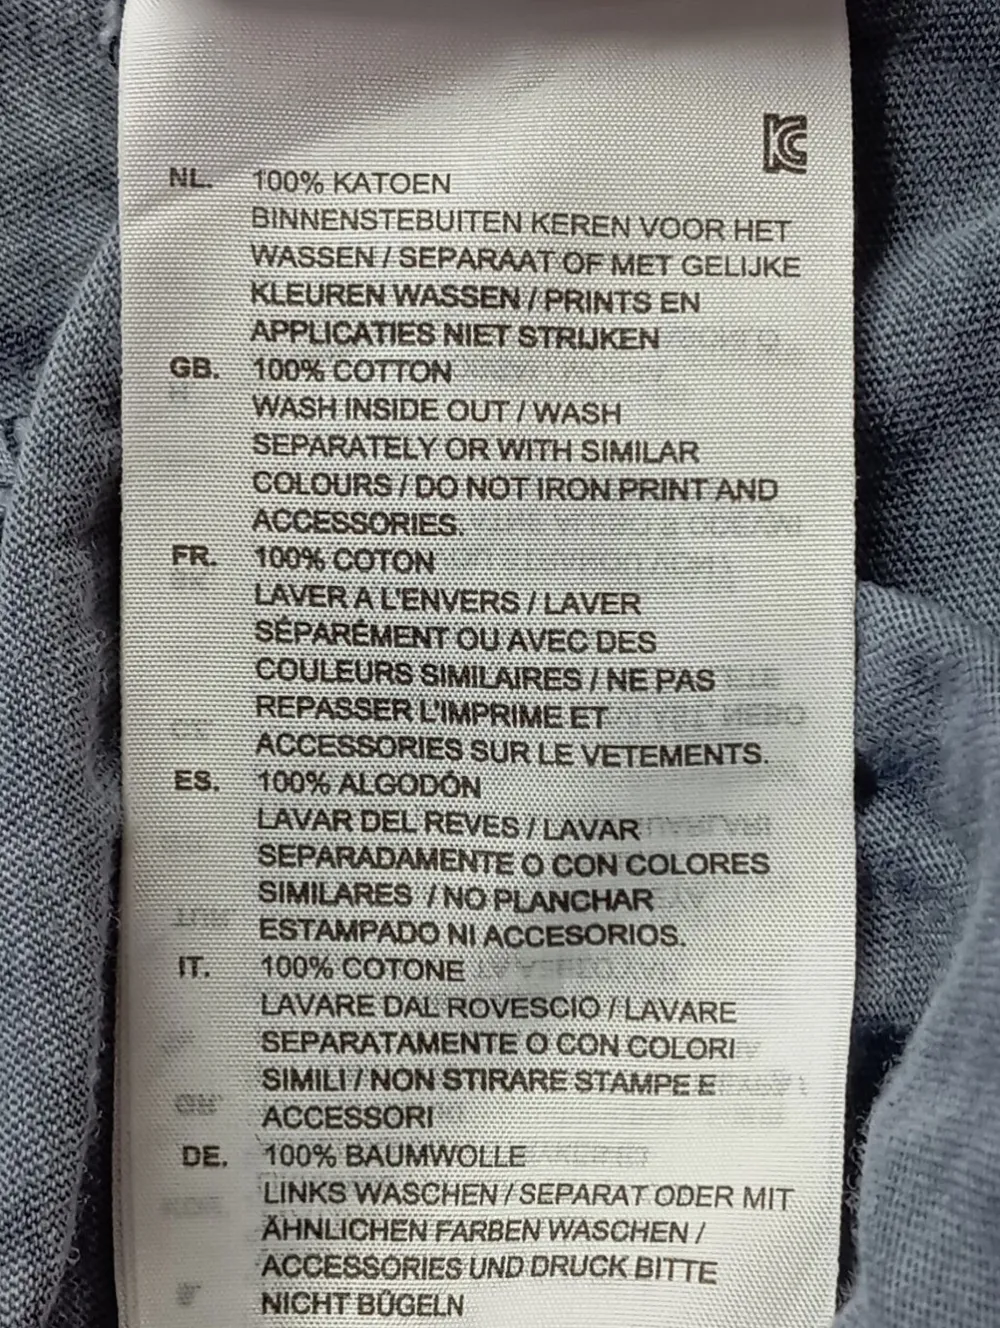 KC
NL. 100% KATOEN
BINNENSTEBUITEN KEREN VOOR HET
WASSEN / SEPARAAT OF MET GELIJKE
KLEUREN WASSEN / PRINTS EN
APPLICATIES NIET STRIJKEN
GB. 100% COTTON
WASH INSIDE OUT / WASH
SEPARATELY OR WITH SIMILAR
COLOURS / DO NOT IRON PRINT AND
ACCESSORIES.
FR. 100% COTON
LAVER A L'ENVERS / LAVER
SÉPARÉMENT OU AVEC DES
COULEURS SIMILAIRES / NE PAS
REPASSER L'IMPRIME ET
ACCESSORIES SUR LE VETEMENTS.
ES. 100% ALGODÓN
LAVAR DEL REVES / LAVAR
SEPARADAMENTE O CON COLORES
SIMILARES / NO PLANCHAR
ESTAMPADO NI ACCESORIOS.
IT. 100% COTONE
LAVARE DAL ROVESCIO / LAVARE
SEPARATAMENTE O CON COLORI
SIMILI / NON STIRARE STAMPE E
ACCESSORI
DE. 100% BAUMWOLLE
LINKS WASCHEN / SEPARAT ODER MIT
ÄHNLICHEN FARBEN WASCHEN /
ACCESSORIES UND DRUCK BITTE
NICHT BÜGELN